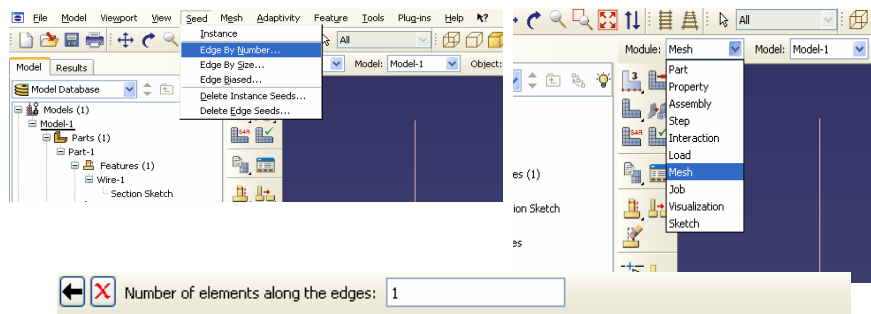 File Model Viewport View Seed Mesh Adaptivity Feature Tools Plug-ins Help
Instance
Edge By Number...
Edge By Size...
Edge Biased...
Delete Instance Seeds...
Delete Edge Seeds...
All
Model: Model-1 Object:
Model Results
Model Database
Models (1)
Model-1
Parts (1)
Part-1
Features (1)
Wire-1
Section Sketch
S4R
All
Module: Mesh Model: Model-1
Part
Property
Assembly
Step
Interaction
Load
Mesh
Job
Visualization
Sketch
3
S4R
es (1)
ion Sketch
es
Number of elements along the edges: 1